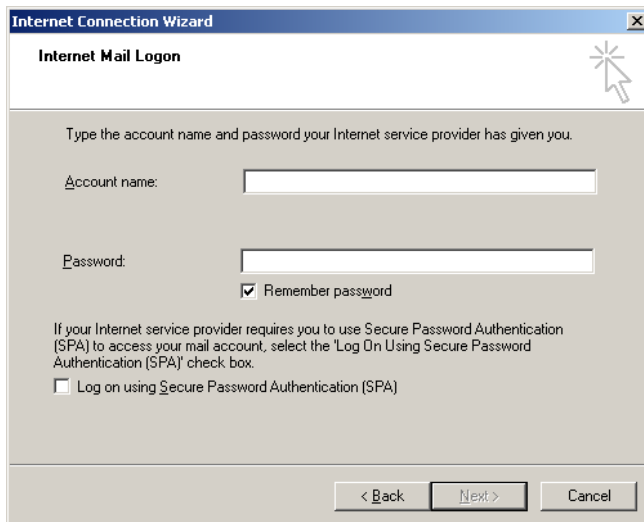 Internet Connection Wizard
Internet Mail Logon
Type the account name and password your Internet service provider has given you.
Account name:
Password:
Remember password
If your Internet service provider requires you to use Secure Password Authentication
(SPA) to access your mail account, select the 'Log On Using Secure Password
Authentication (SPA)' check box.
Log on using Secure Password Authentication (SPA)
< Back Next > Cancel